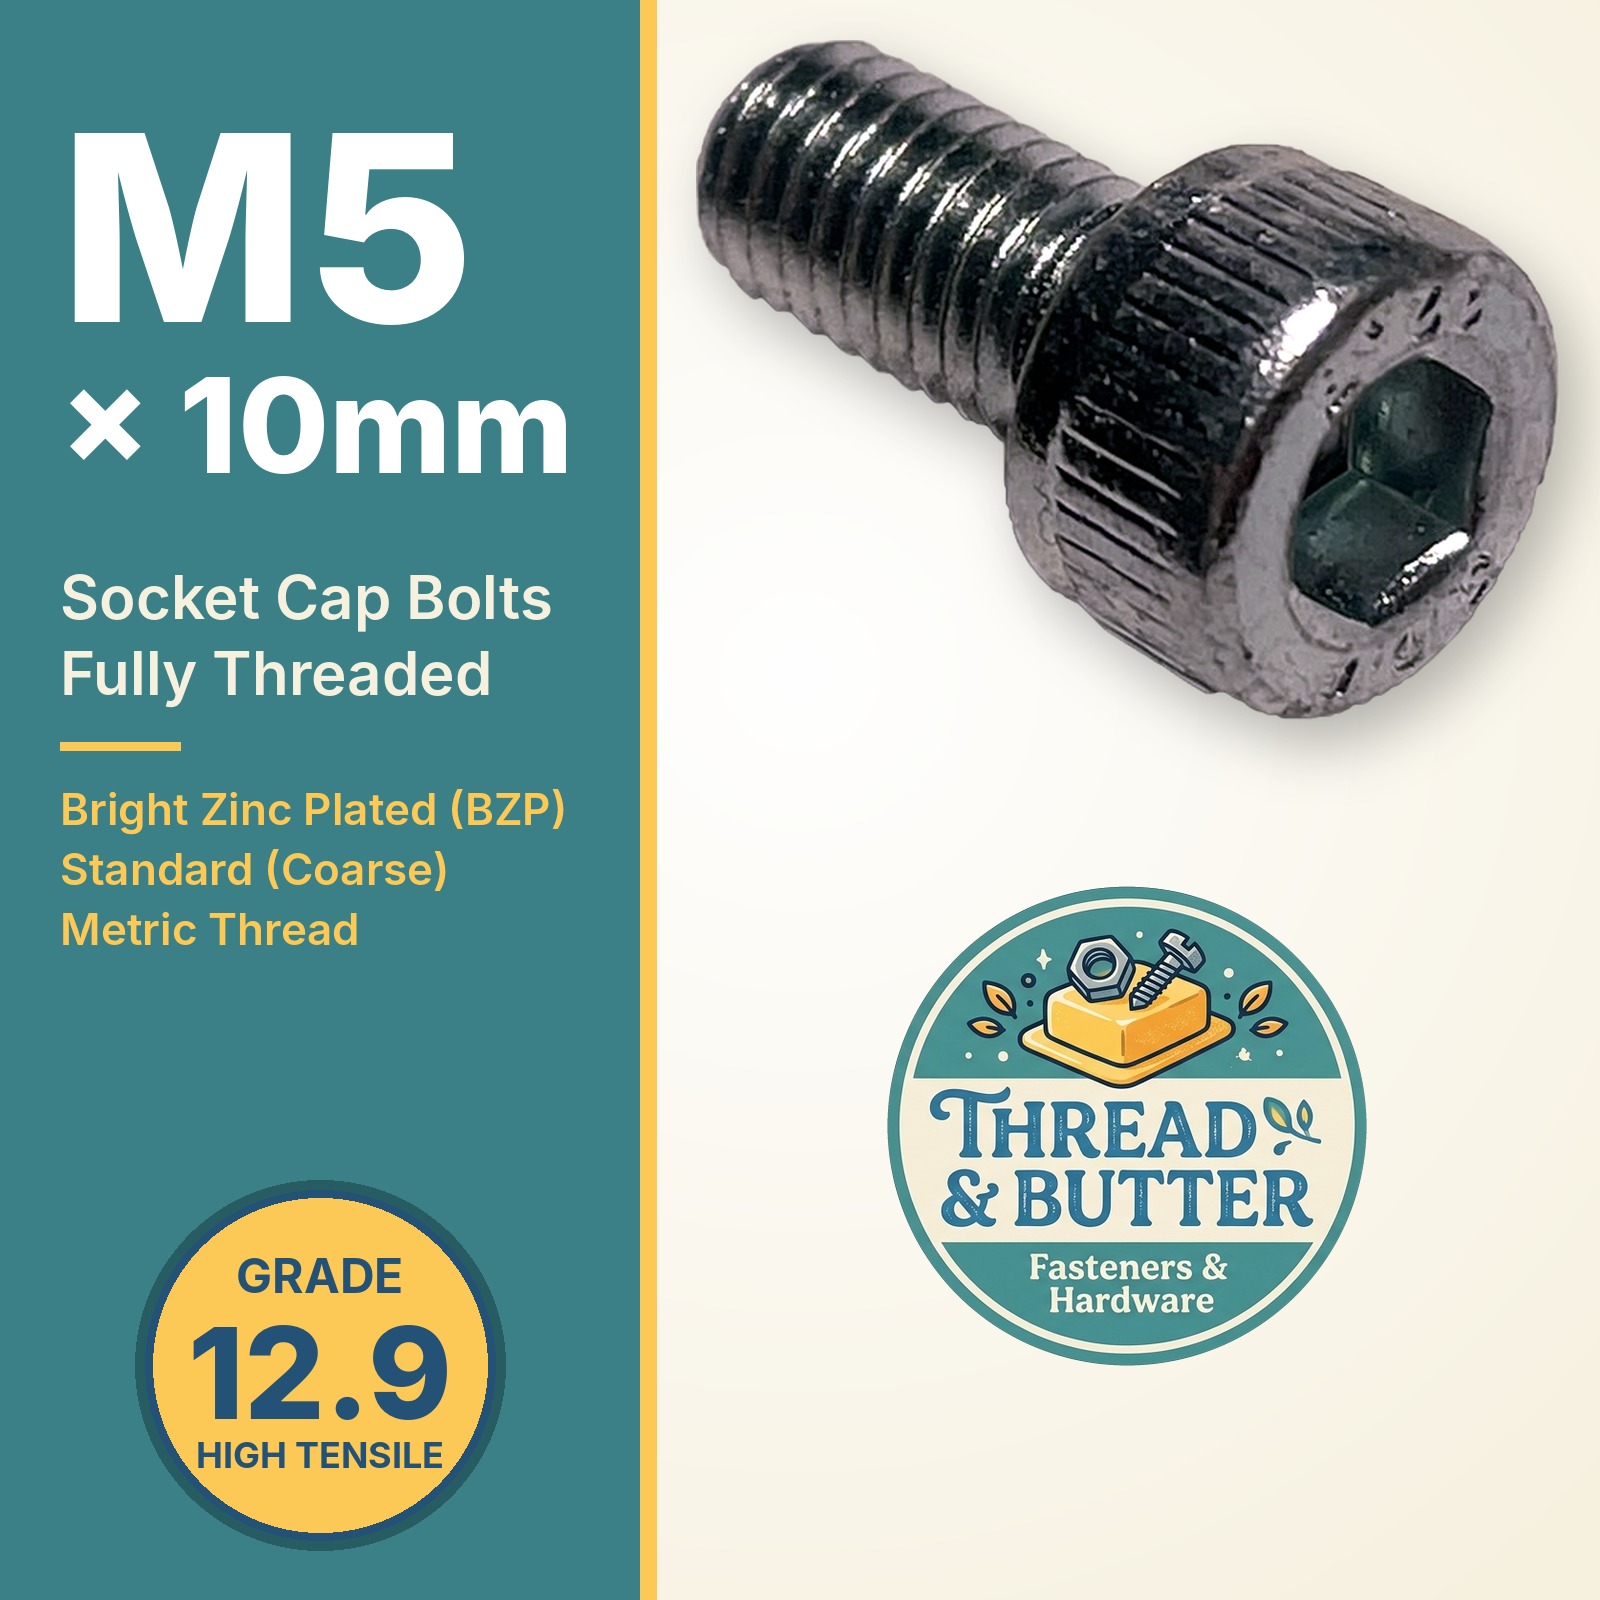 M5
× 10mm
Socket Cap Bolts
Fully Threaded
Bright Zinc Plated (BZP)
Standard (Coarse)
Metric Thread
GRADE
12.9
HIGH TENSILE
THREAD
& BUTTER
Fasteners &
Hardware